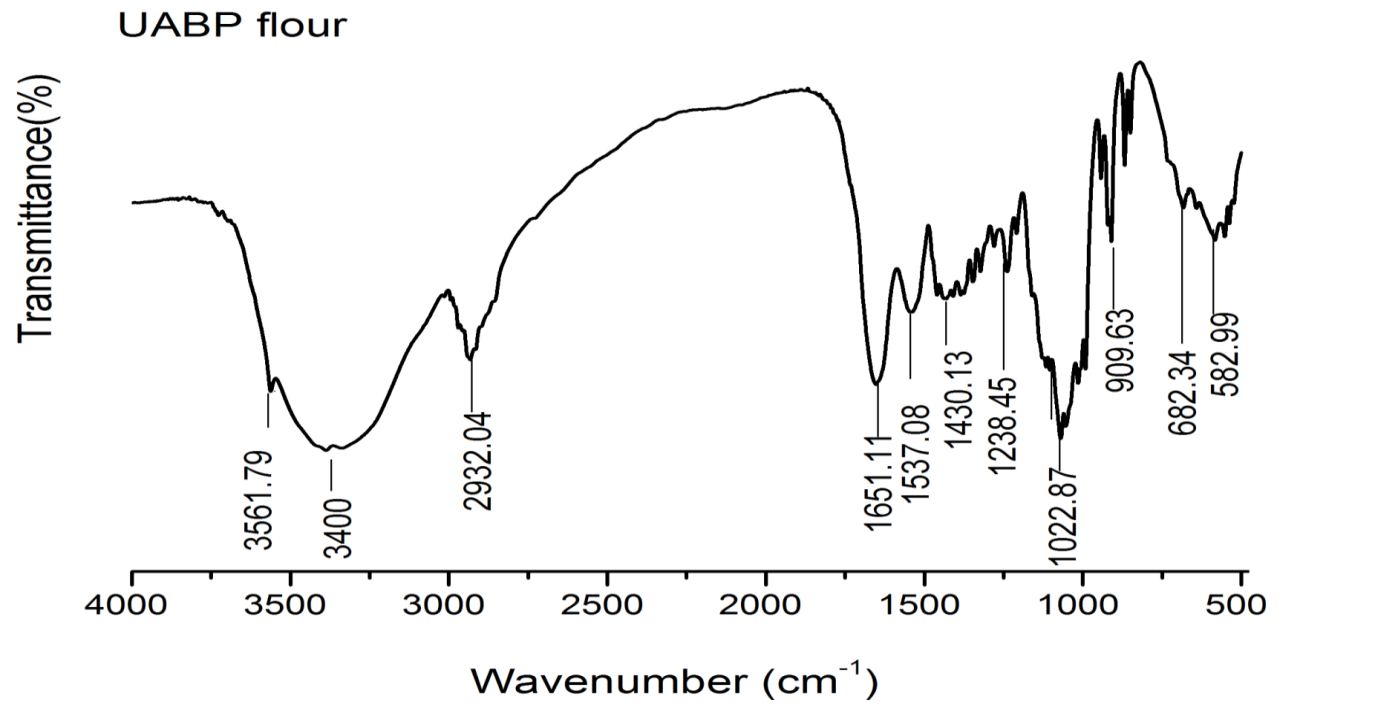 UABP flour
Transmittance(%)
3561.79
3400
2932.04
1651.11
1537.08
1430.13
1238.45
1022.87
909.63
682.34
582.99
4000 3500 3000 2500 2000 1500 1000 500
Wavenumber (cm⁻¹)